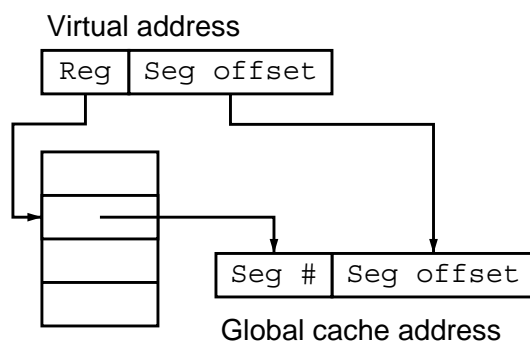 Virtual address
Reg Seg offset
Seg # Seg offset
Global cache address